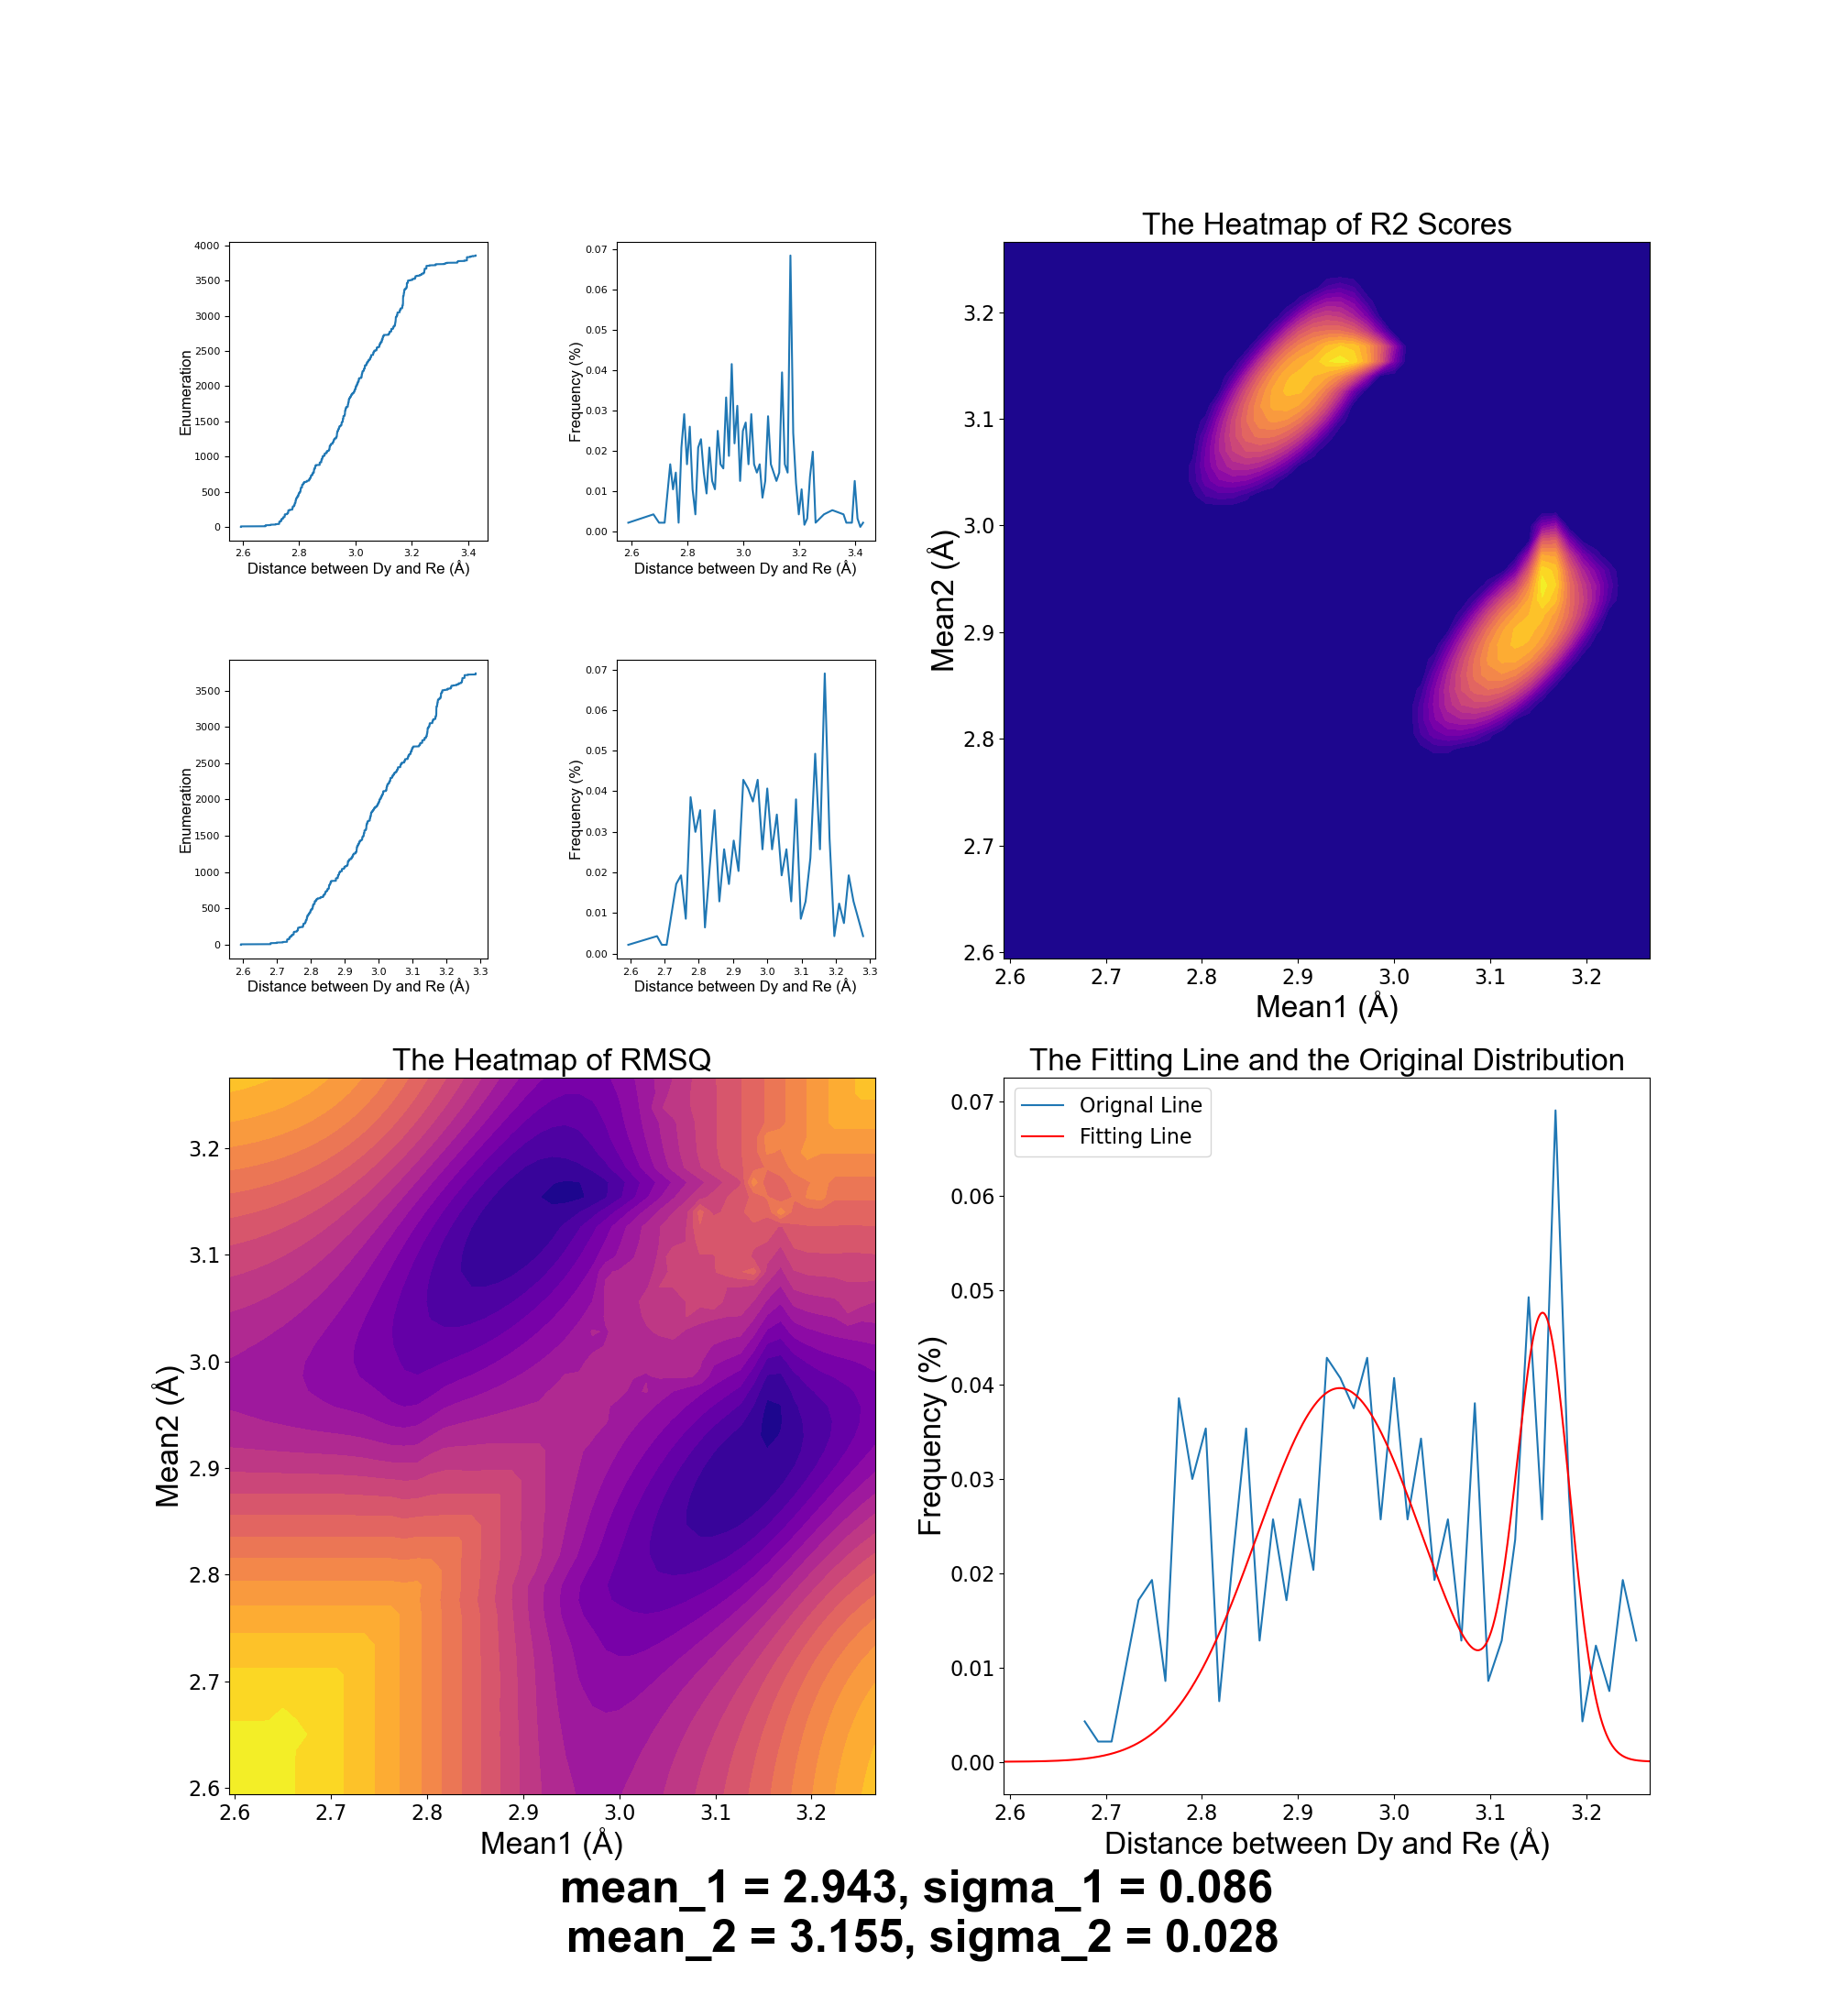 4000
3500
3000
2500
2000
1500
1000
500
0
Enumeration
2.6 2.8 3.0 3.2 3.4
Distance between Dy and Re (Å)
0.07
0.06
0.05
0.04
0.03
0.02
0.01
0.00
Frequency (%)
2.6 2.8 3.0 3.2 3.4
Distance between Dy and Re (Å)
3500
3000
2500
2000
1500
1000
500
0
Enumeration
2.6 2.7 2.8 2.9 3.0 3.1 3.2 3.3
Distance between Dy and Re (Å)
0.07
0.06
0.05
0.04
0.03
0.02
0.01
0.00
Frequency (%)
2.6 2.7 2.8 2.9 3.0 3.1 3.2 3.3
Distance between Dy and Re (Å)
The Heatmap of R2 Scores
3.2
3.1
3.0
2.9
2.8
2.7
2.6
Mean2 (Å)
2.6 2.7 2.8 2.9 3.0 3.1 3.2
Mean1 (Å)
The Heatmap of RMSQ
3.2
3.1
3.0
2.9
2.8
2.7
2.6
Mean2 (Å)
2.6 2.7 2.8 2.9 3.0 3.1 3.2
Mean1 (Å)
The Fitting Line and the Original Distribution
Orignal Line
Fitting Line
0.07
0.06
0.05
0.04
0.03
0.02
0.01
0.00
Frequency (%)
2.6 2.7 2.8 2.9 3.0 3.1 3.2
Distance between Dy and Re (Å)
mean_1 = 2.943, sigma_1 = 0.086
mean_2 = 3.155, sigma_2 = 0.028